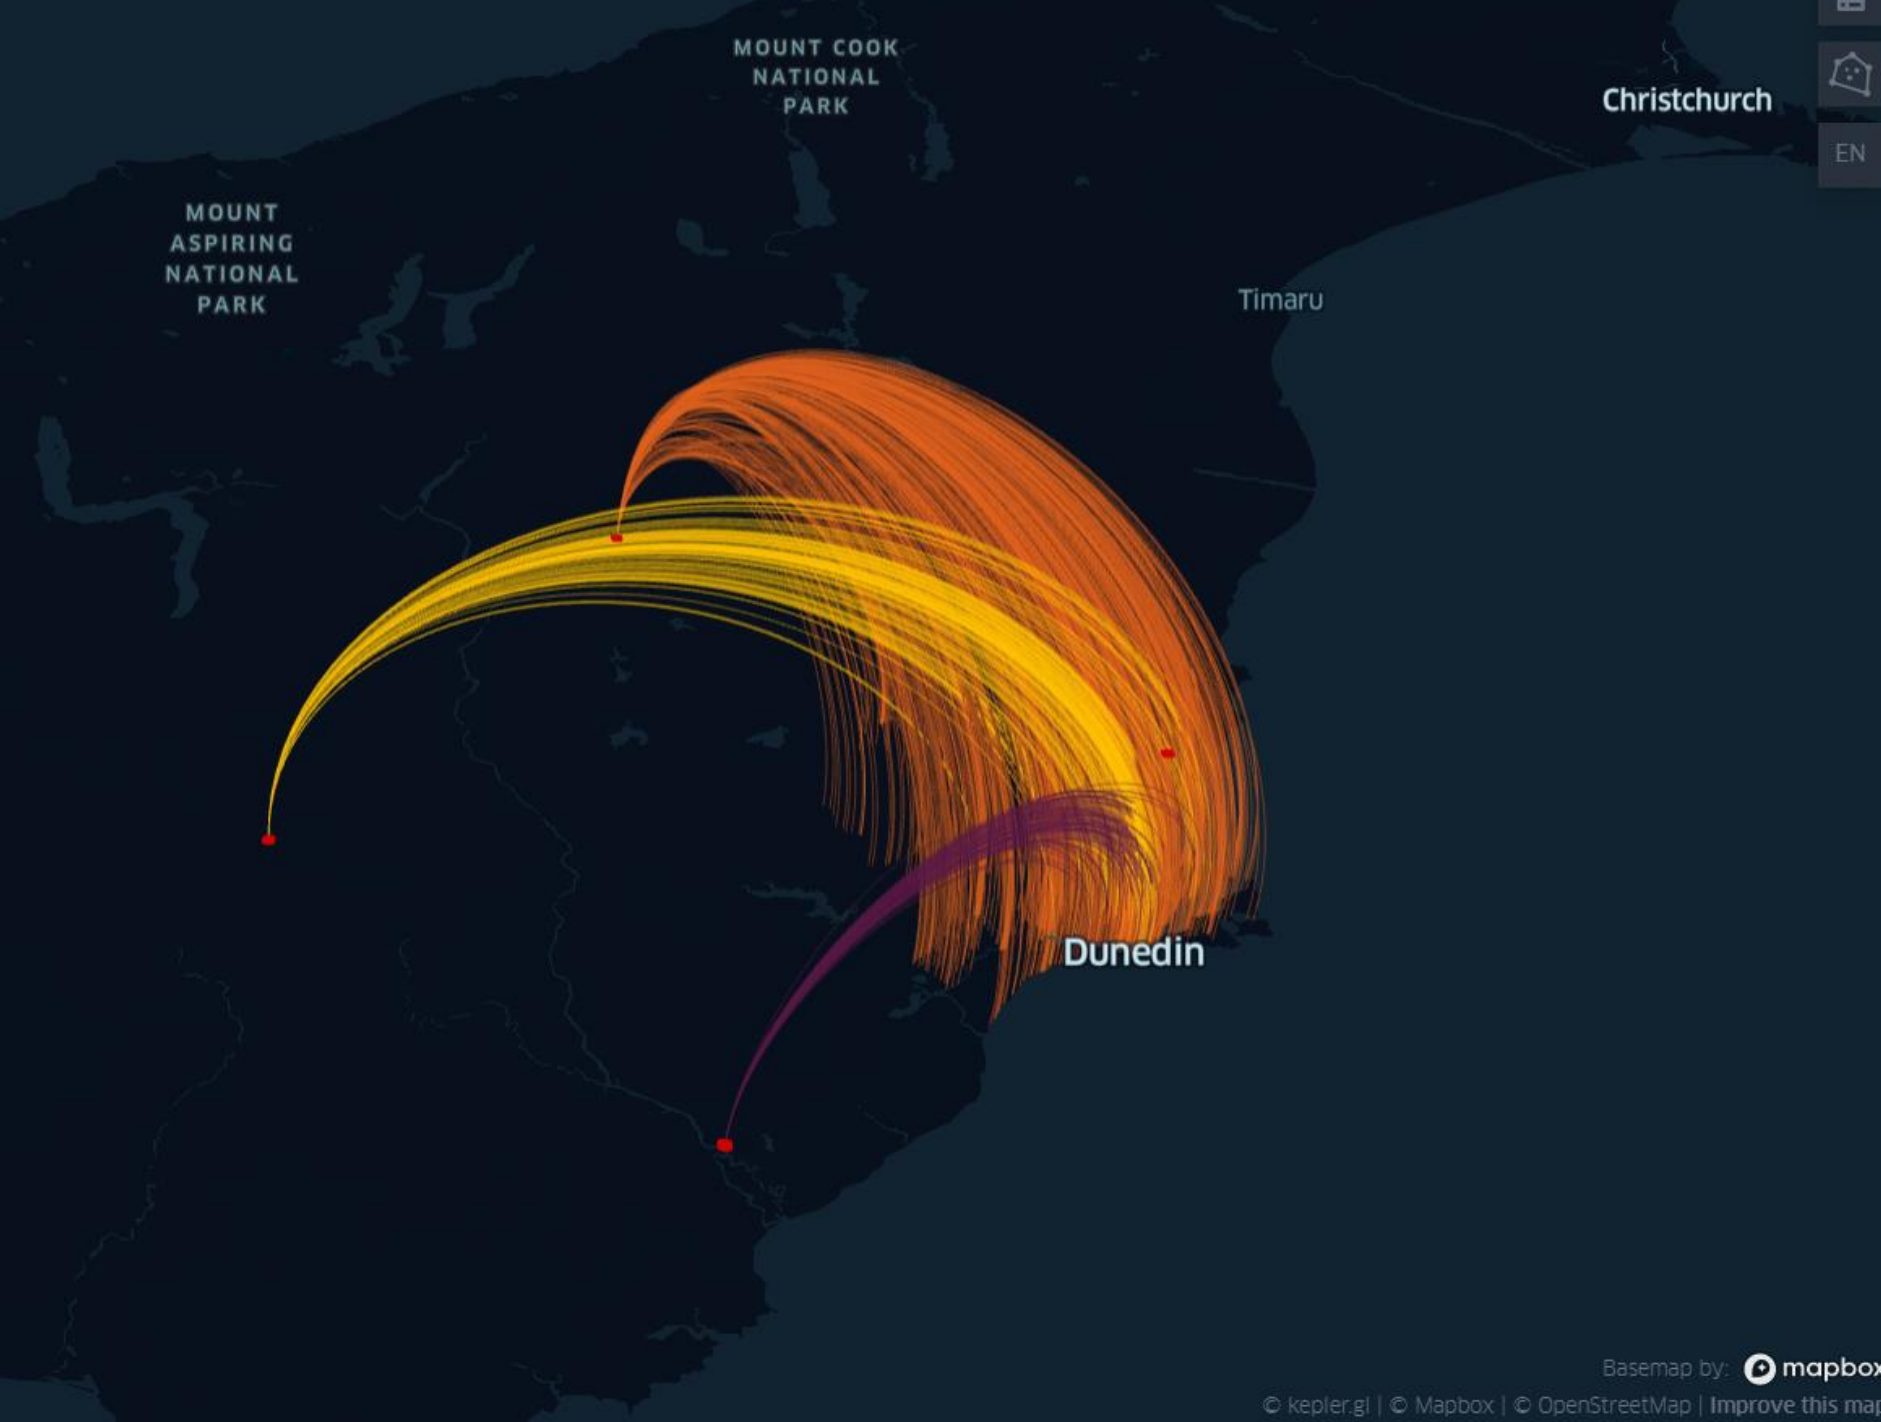 MOUNT COOK
NATIONAL
PARK
Christchurch
EN
MOUNT
ASPIRING
NATIONAL
PARK
Timaru
Dunedin
Basemap by: mapbox
© kepler.gl | © Mapbox | © OpenStreetMap | Improve this map